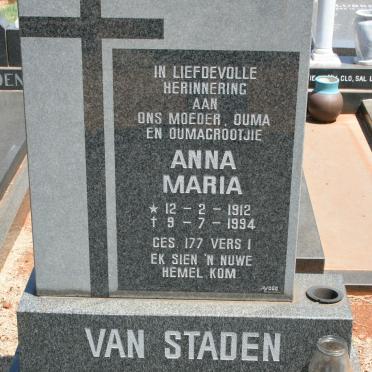 IN LIEFDEVOLLE
HERINNERING
AAN
ONS MOEDER, OUMA
EN OUMAGROOTJIE
ANNA
MARIA
★ 12 - 2 - 1912
† 9 - 7 - 1994
GES. 177 VERS 1
EK SIEN 'N NUWE
HEMEL KOM
VAN STADEN